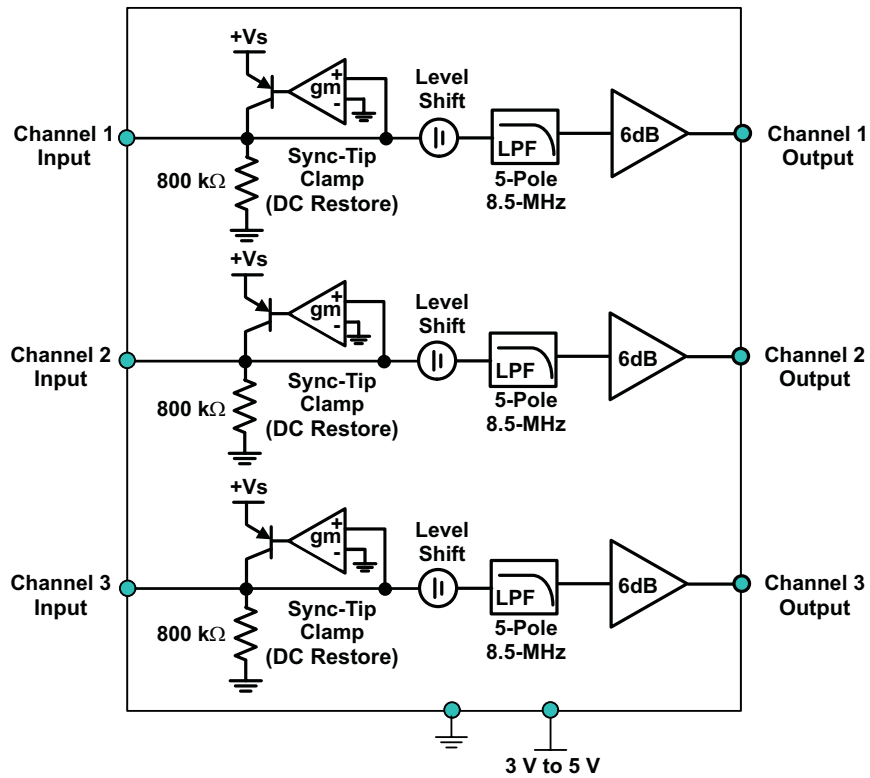 +Vs
gm
+
-
Level
Shift
Channel 1
Input
LPF
6dB
Channel 1
Output
800 kΩ
Sync-Tip
Clamp
(DC Restore)
5-Pole
8.5-MHz
+Vs
gm
+
-
Level
Shift
Channel 2
Input
LPF
6dB
Channel 2
Output
800 kΩ
Sync-Tip
Clamp
(DC Restore)
5-Pole
8.5-MHz
+Vs
gm
+
-
Level
Shift
Channel 3
Input
LPF
6dB
Channel 3
Output
800 kΩ
Sync-Tip
Clamp
(DC Restore)
5-Pole
8.5-MHz
3 V to 5 V